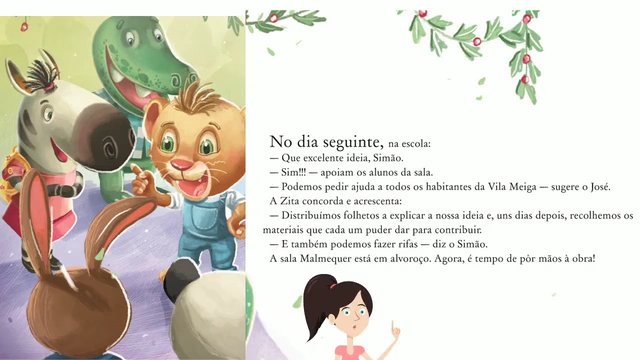 No dia seguinte, na escola:
— Que excelente ideia, Simão.
— Sim!!! — apoiam os alunos da sala.
— Podemos pedir ajuda a todos os habitantes da Vila Meiga — sugere o José.
A Zita concorda e acrescenta:
— Distribuímos folhetos a explicar a nossa ideia e, uns dias depois, recolhemos os
materiais que cada um puder dar para contribuir.
— E também podemos fazer rifas — diz o Simão.
A sala Malmequer está em alvoroço. Agora, é tempo de pôr mãos à obra!